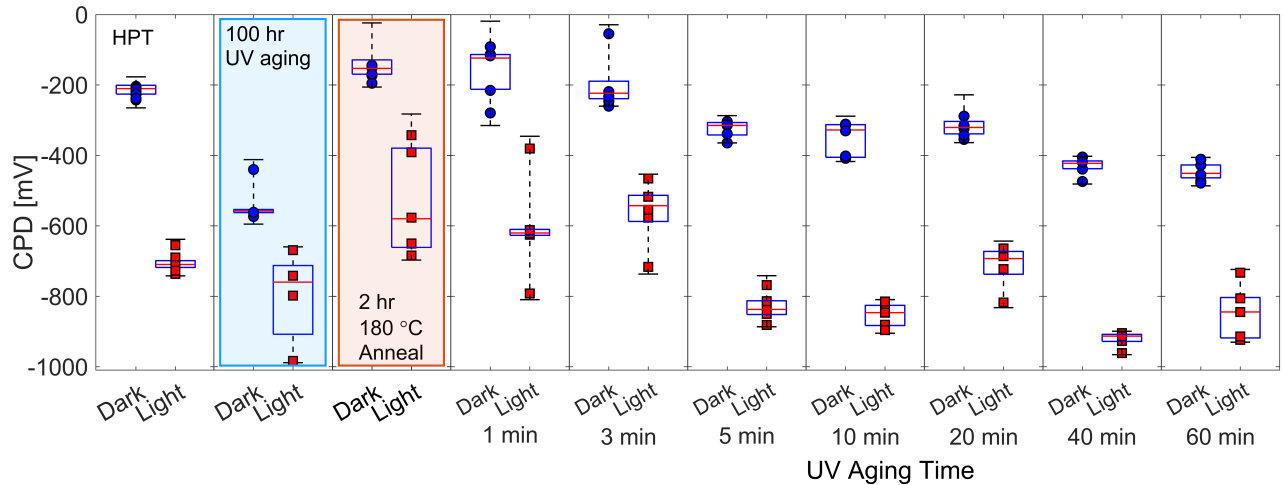 0
-200
-400
-600
-800
-1000
CPD [mV]
HPT
100 hr
UV aging
2 hr
180 °C
Anneal
Dark Light
Dark Light
Dark Light
Dark Light
Dark Light
Dark Light
Dark Light
Dark Light
Dark Light
Dark Light
1 min 3 min 5 min 10 min 20 min 40 min 60 min
UV Aging Time